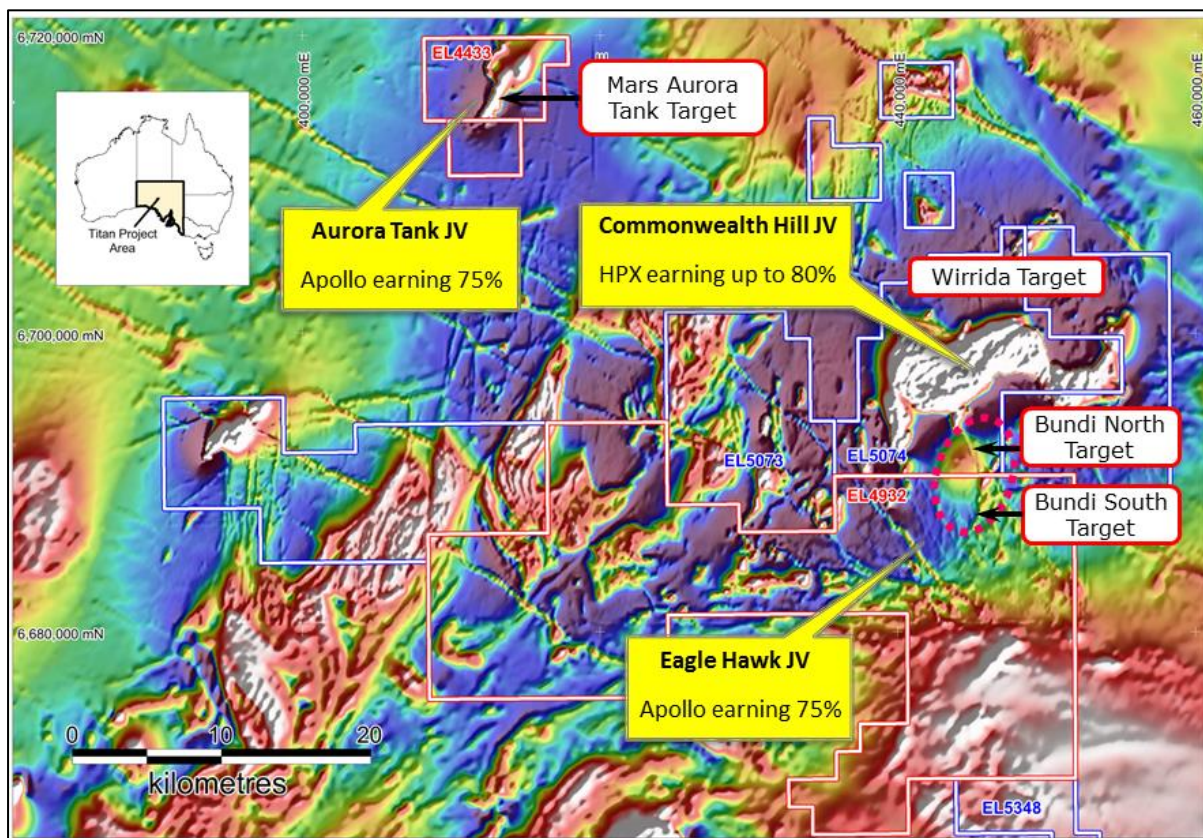 6,720,000 mN
EL4433
400,000 mE
440,000 mE
460,000 mE
Mars Aurora
Tank Target
Titan Project
Area
Aurora Tank JV
Apollo earning 75%
Commonwealth Hill JV
HPX earning up to 80%
Wirrida Target
6,700,000 mN
Bundi North
Target
EL5073
EL5074
EL4932
Bundi South
Target
6,680,000 mN
Eagle Hawk JV
Apollo earning 75%
0 10 20
kilometres
EL5348